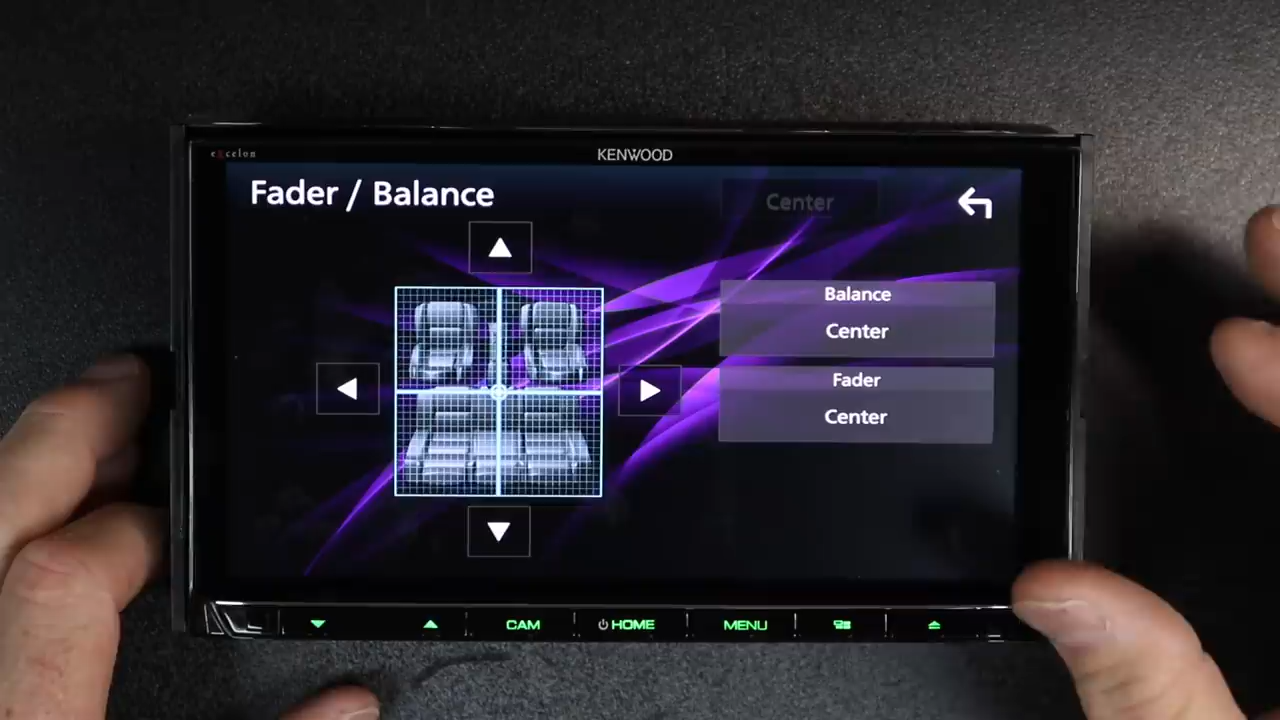 eXcelon
KENWOOD
Fader / Balance
Center
Balance
Center
Fader
Center
CAM
HOME
MENU